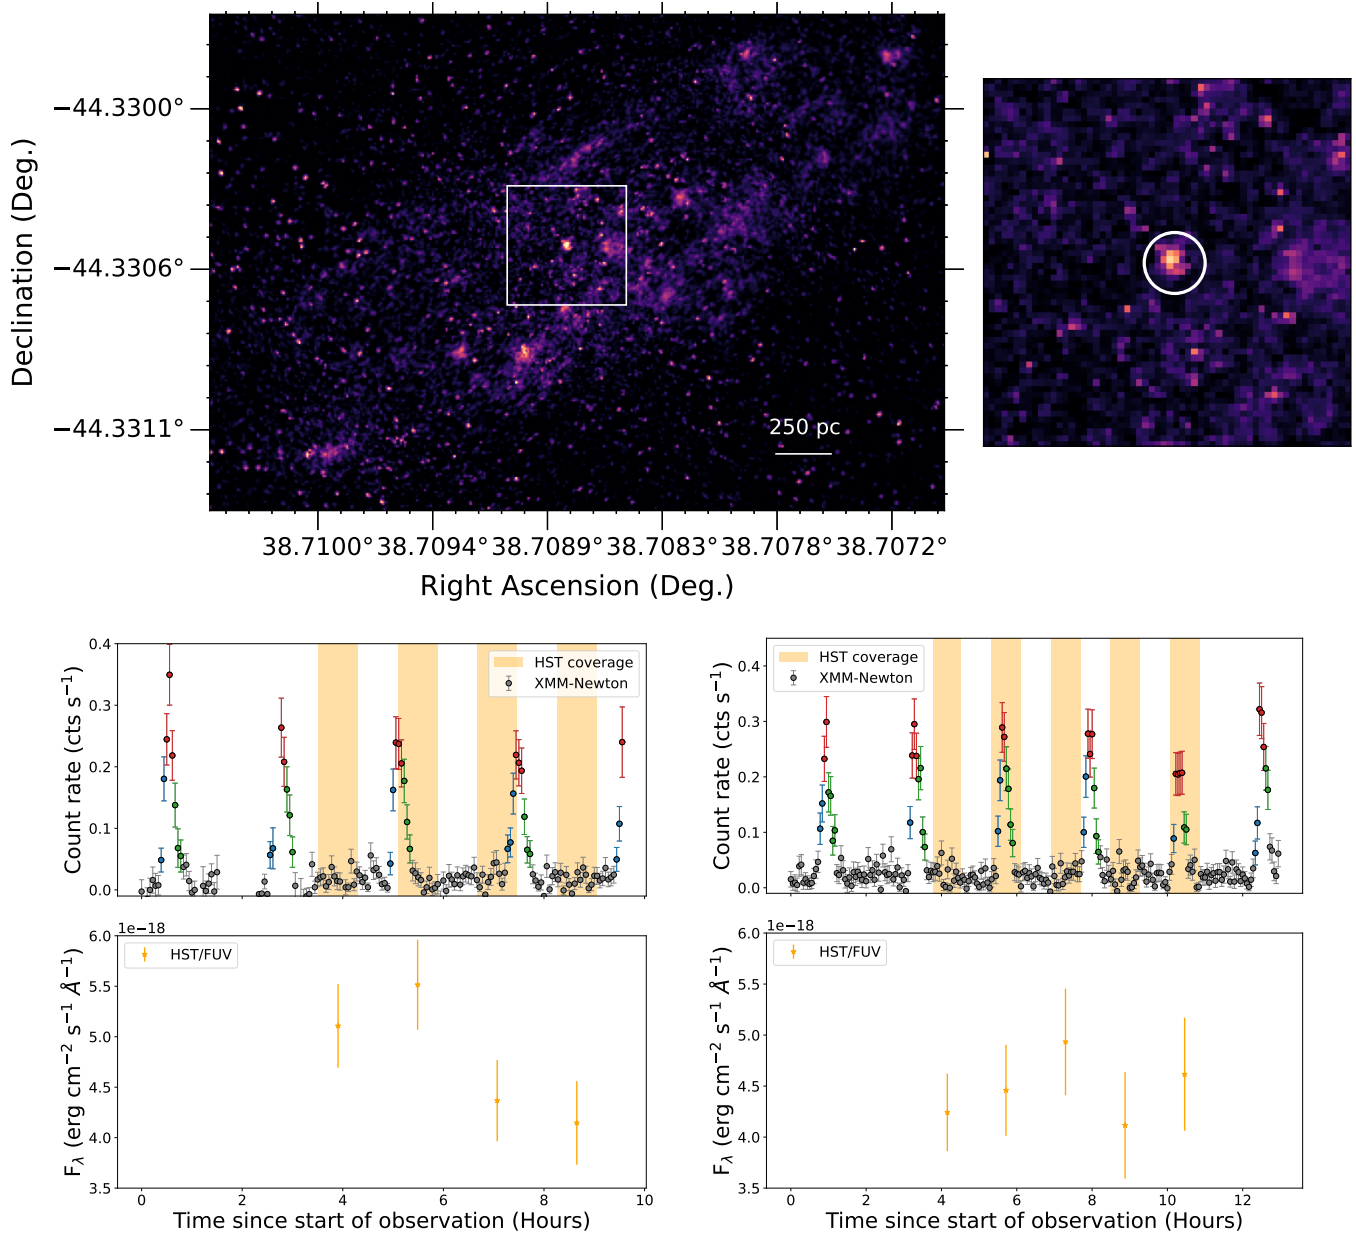 Declination (Deg.)
−44.3300°
−44.3306°
−44.3311°
250 pc
38.7100° 38.7094° 38.7089° 38.7083° 38.7078° 38.7072°
Right Ascension (Deg.)
Count rate (cts s⁻¹)
0.4
0.3
0.2
0.1
0.0
HST coverage
XMM-Newton
Count rate (cts s⁻¹)
0.4
0.3
0.2
0.1
0.0
HST coverage
XMM-Newton
1e−18
F_λ (erg cm⁻² s⁻¹ Å⁻¹)
6.0
5.5
5.0
4.5
4.0
3.5
HST/FUV
0 2 4 6 8 10
Time since start of observation (Hours)
1e−18
F_λ (erg cm⁻² s⁻¹ Å⁻¹)
6.0
5.5
5.0
4.5
4.0
3.5
HST/FUV
0 2 4 6 8 10 12
Time since start of observation (Hours)